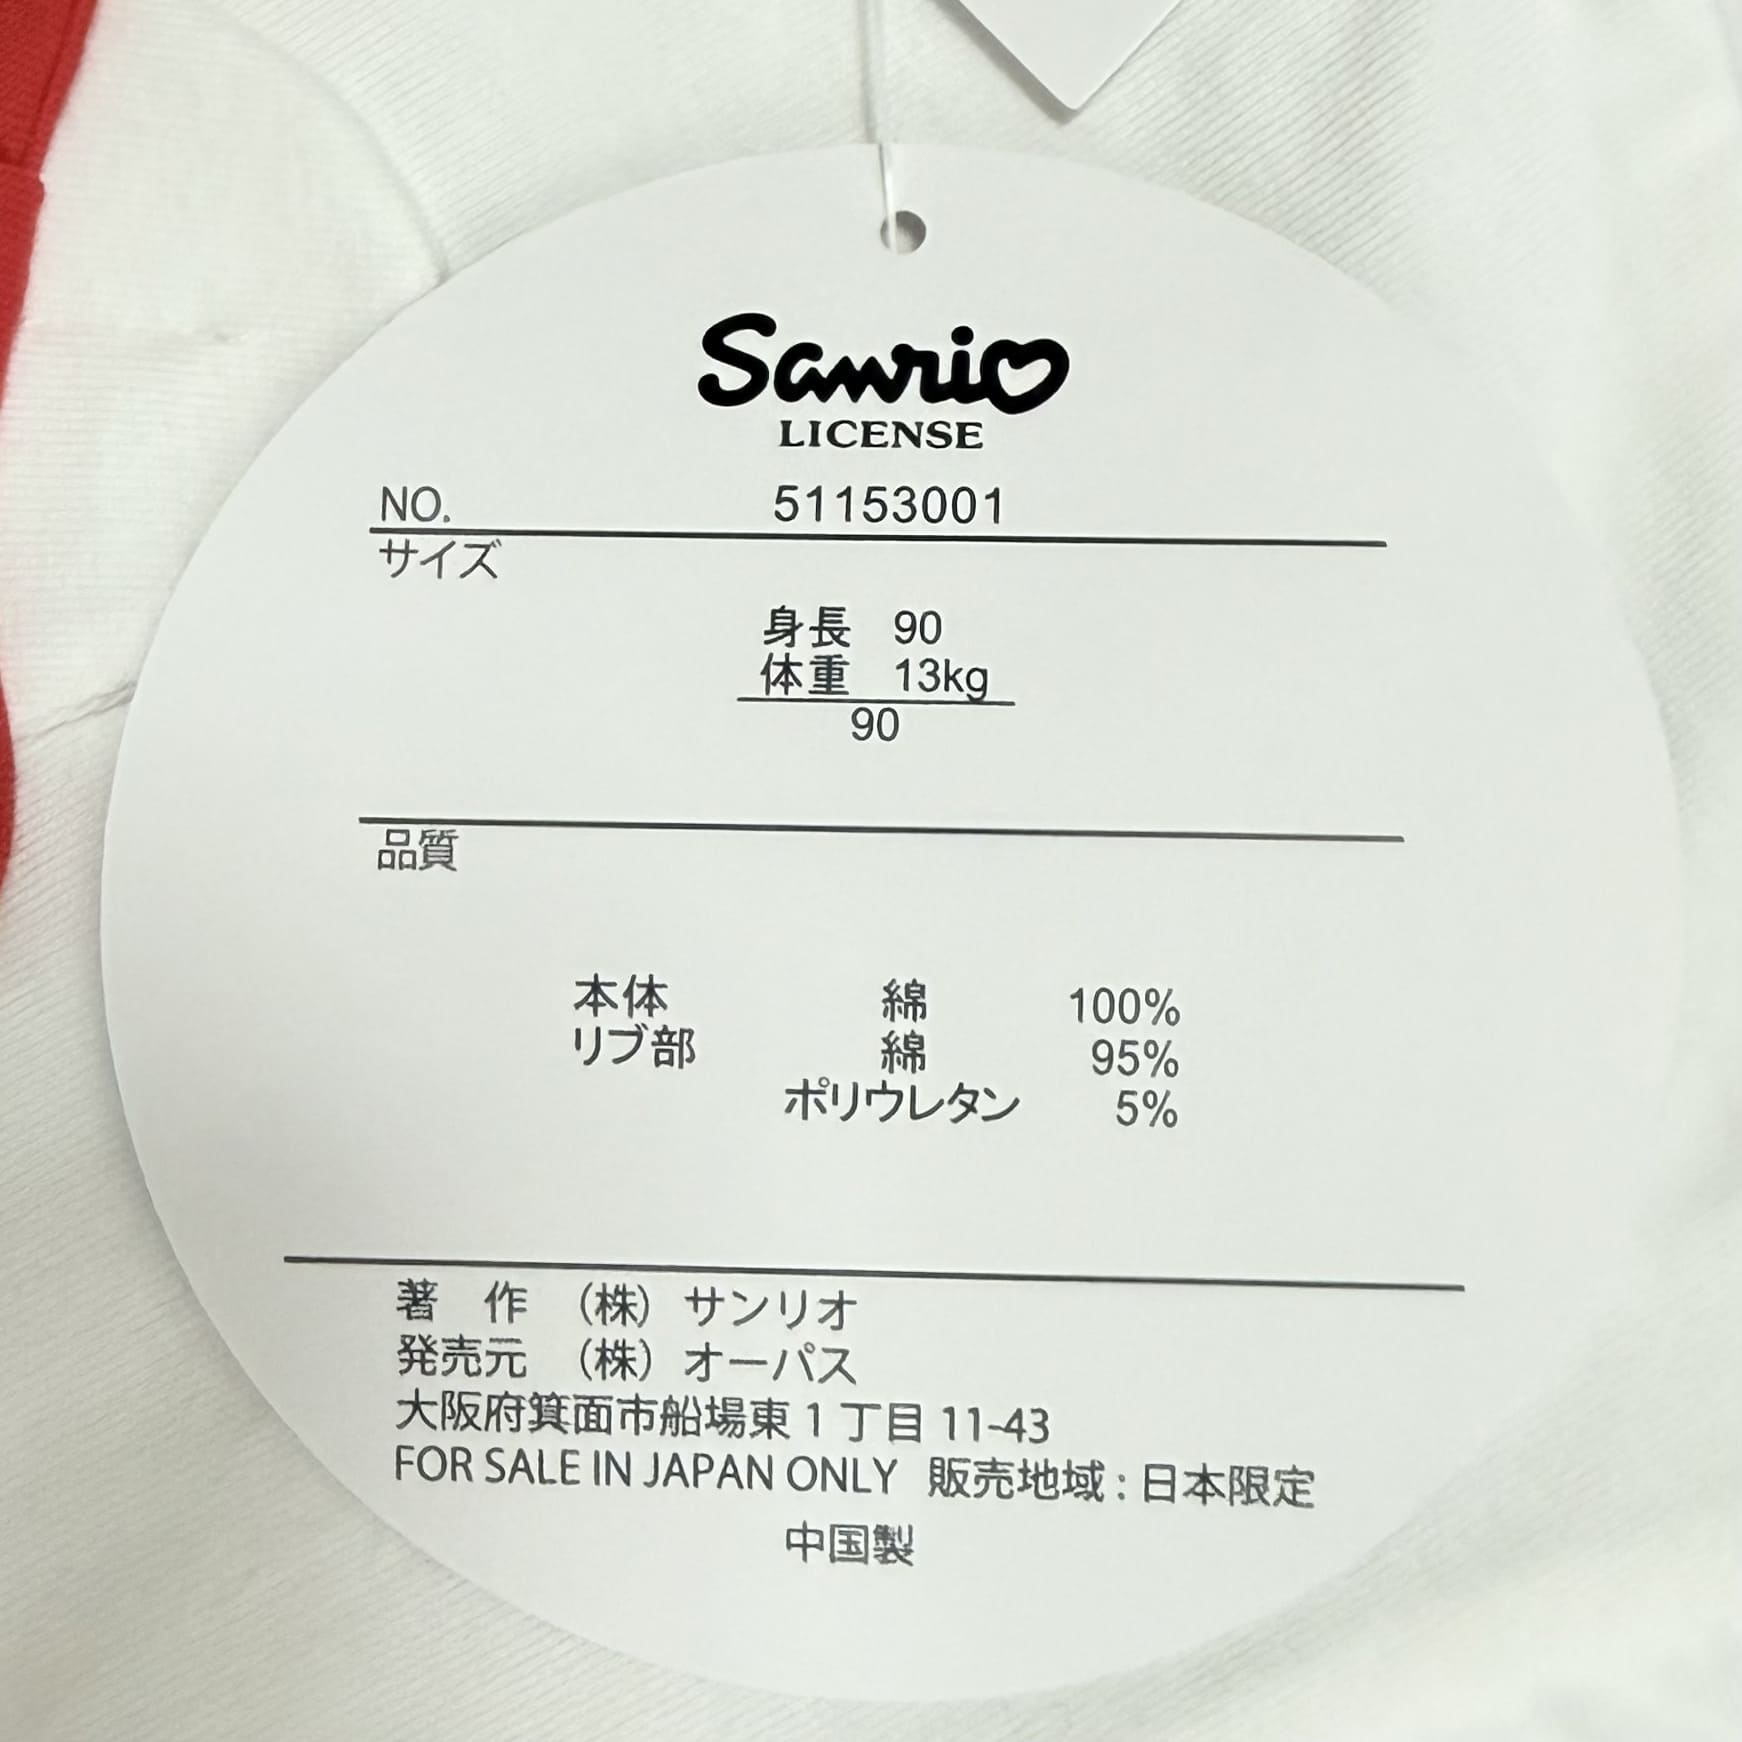 Sanrio
LICENSE
NO. 51153001
サイズ
身長 90
体重 13kg
90
品質
本体 綿 100%
リブ部 綿 95%
ポリウレタン 5%
著 作 (株) サンリオ
発売元 (株) オーパス
大阪府箕面市船場東1丁目11-43
FOR SALE IN JAPAN ONLY 販売地域:日本限定
中国製